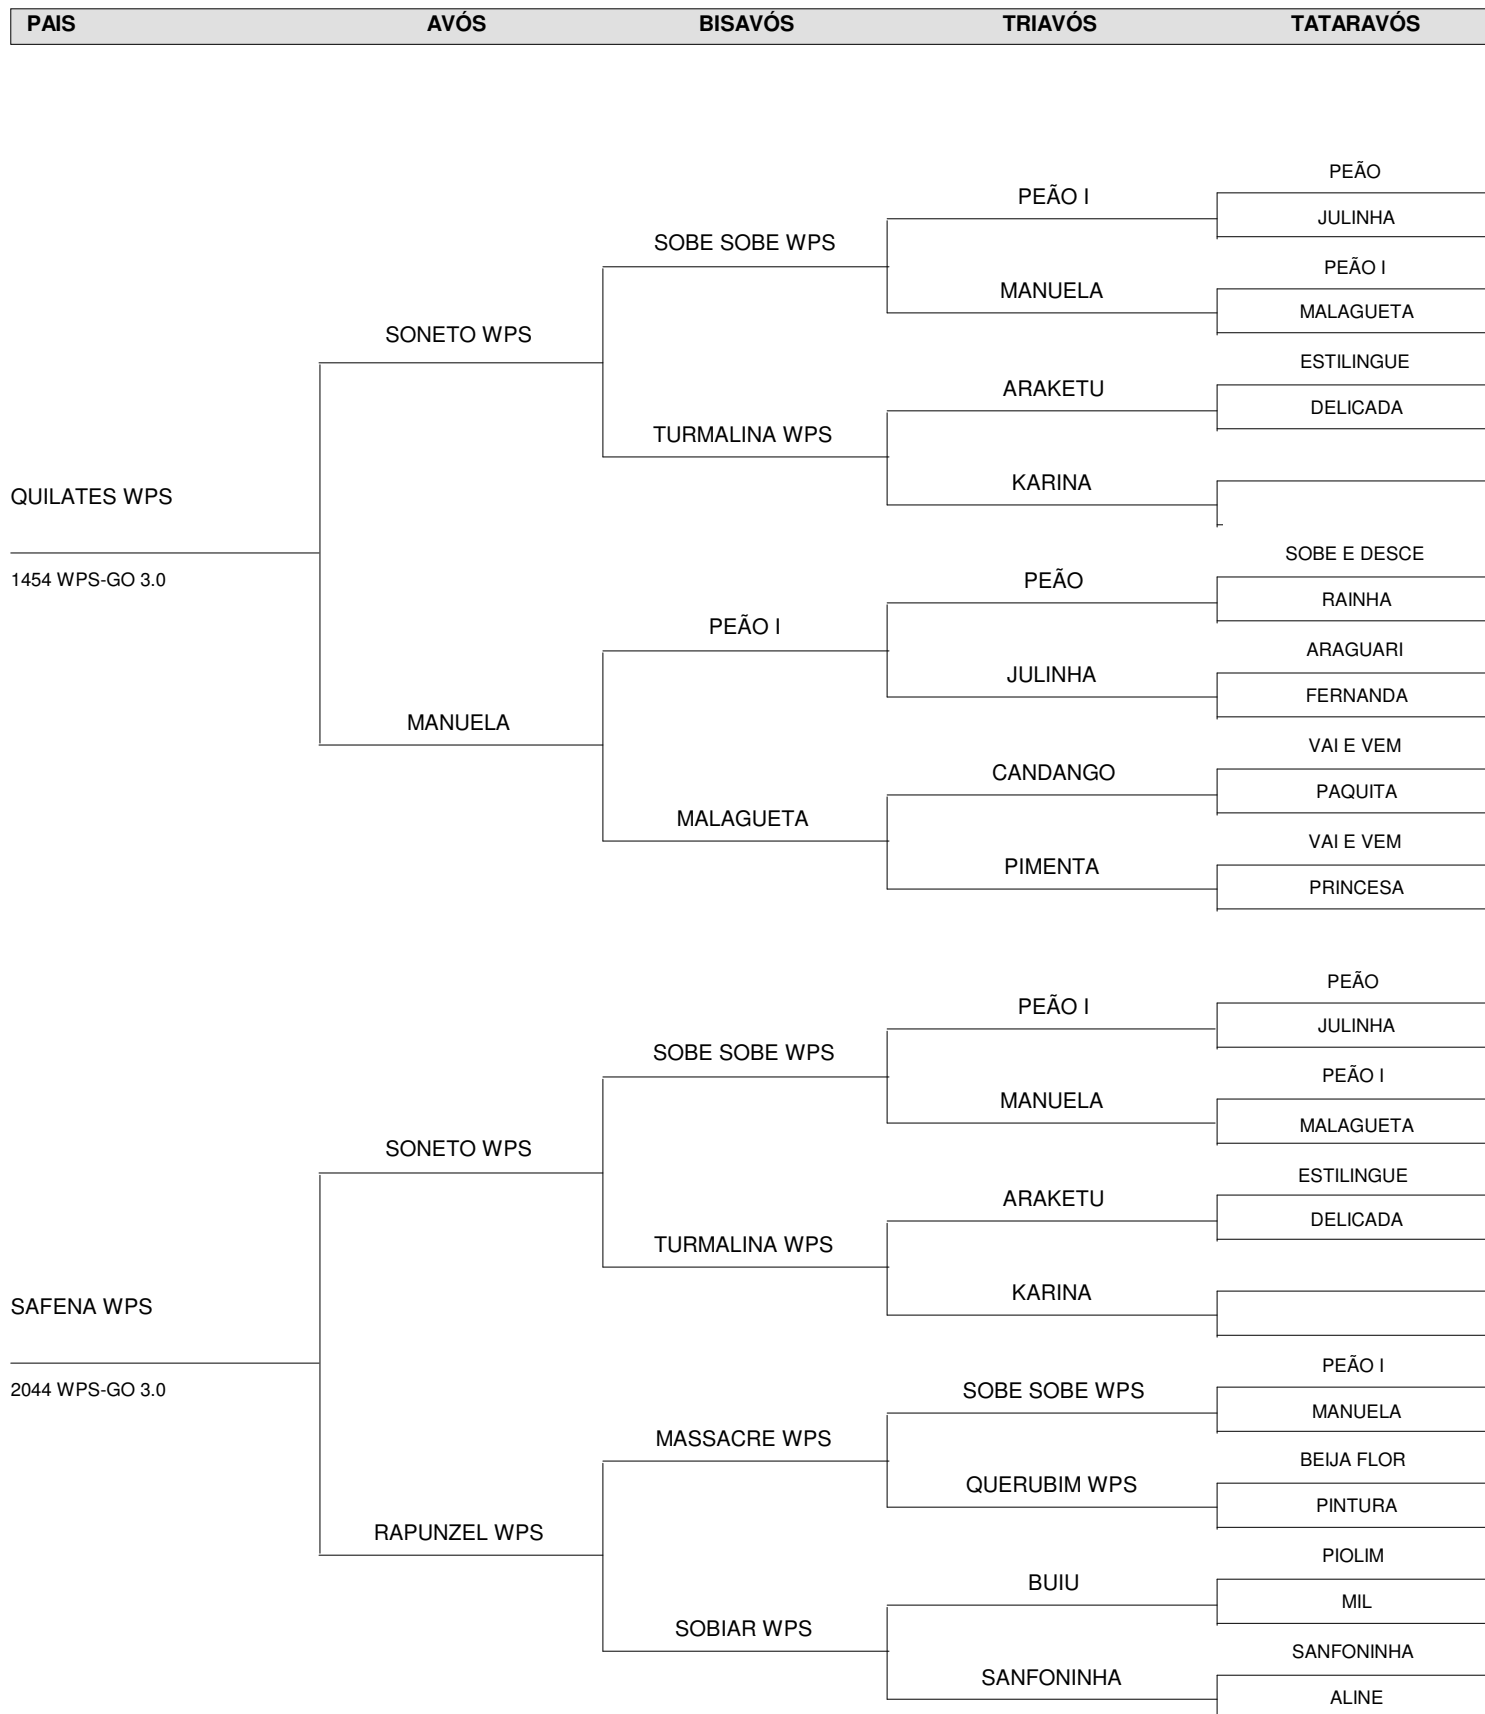 PAIS AVÓS BISAVÓS TRIAVÓS TATARAVÓS
PEÃO
PEÃO I
JULINHA
SOBE SOBE WPS
PEÃO I
MANUELA
MALAGUETA
SONETO WPS
ESTILINGUE
ARAKETU
DELICADA
TURMALINA WPS
KARINA
QUILATES WPS
SOBE E DESCE
1454 WPS-GO 3.0
PEÃO
RAINHA
PEÃO I
ARAGUARI
JULINHA
FERNANDA
MANUELA
VAI E VEM
CANDANGO
PAQUITA
MALAGUETA
VAI E VEM
PIMENTA
PRINCESA
PEÃO
PEÃO I
JULINHA
SOBE SOBE WPS
PEÃO I
MANUELA
MALAGUETA
SONETO WPS
ESTILINGUE
ARAKETU
DELICADA
TURMALINA WPS
KARINA
SAFENA WPS
PEÃO I
2044 WPS-GO 3.0
SOBE SOBE WPS
MANUELA
MASSACRE WPS
BEIJA FLOR
QUERUBIM WPS
PINTURA
RAPUNZEL WPS
PIOLIM
BUIU
MIL
SOBIAR WPS
SANFONINHA
SANFONINHA
ALINE